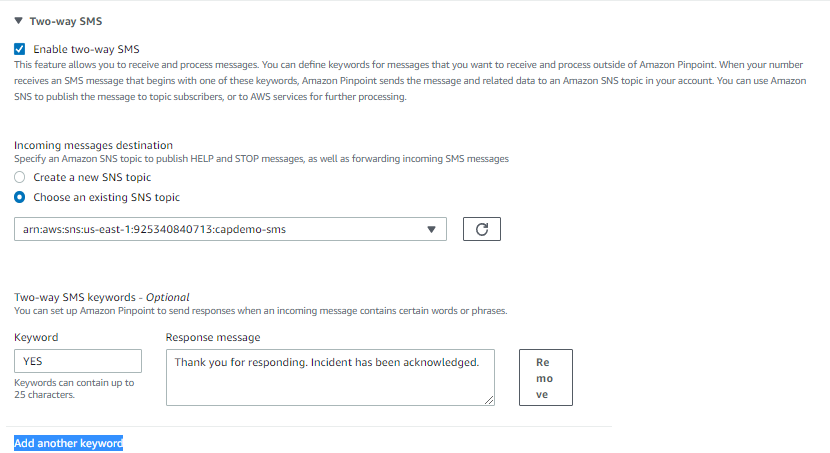 Two-way SMS
Enable two-way SMS
This feature allows you to receive and process messages. You can define keywords for messages that you want to receive and process outside of Amazon Pinpoint. When your number
receives an SMS message that begins with one of these keywords, Amazon Pinpoint sends the message and related data to an Amazon SNS topic in your account. You can use Amazon
SNS to publish the message to topic subscribers, or to AWS services for further processing.
Incoming messages destination
Specify an Amazon SNS topic to publish HELP and STOP messages, as well as forwarding incoming SMS messages
Create a new SNS topic
Choose an existing SNS topic
arn:aws:sns:us-east-1:925340840713:capdemo-sms
Two-way SMS keywords - Optional
You can set up Amazon Pinpoint to send responses when an incoming message contains certain words or phrases.
Keyword
Response message
YES
Thank you for responding. Incident has been acknowledged.
Re
mo
ve
Keywords can contain up to
25 characters.
Add another keyword